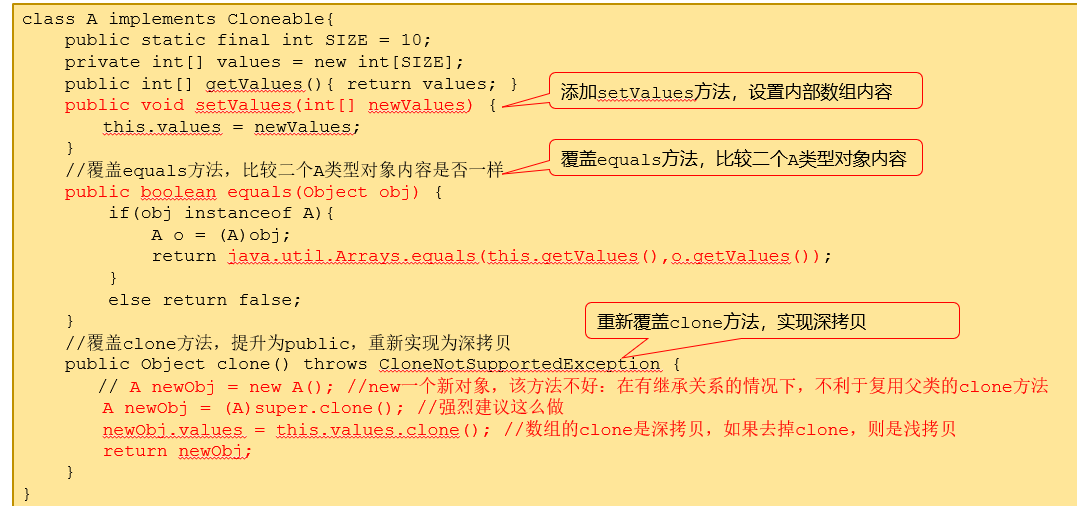 class A implements Cloneable{
public static final int SIZE = 10;
private int[] values = new int[SIZE];
public int[] getValues(){ return values; }
public void setValues(int[] newValues) {
添加setValues方法，设置内部数组内容
this.values = newValues;
}
//覆盖equals方法，比较二个A类型对象内容是否一样
覆盖equals方法，比较二个A类型对象内容
public boolean equals(Object obj) {
if(obj instanceof A){
A o = (A)obj;
return java.util.Arrays.equals(this.getValues(),o.getValues());
}
else return false;
}
重新覆盖clone方法，实现深拷贝
//覆盖clone方法，提升为public，重新实现为深拷贝
public Object clone() throws CloneNotSupportedException {
// A newObj = new A(); //new一个新对象，该方法不好：在有继承关系的情况下，不利于复用父类的clone方法
A newObj = (A)super.clone(); //强烈建议这么做
newObj.values = this.values.clone(); //数组的clone是深拷贝，如果去掉clone，则是浅拷贝
return newObj;
}
}